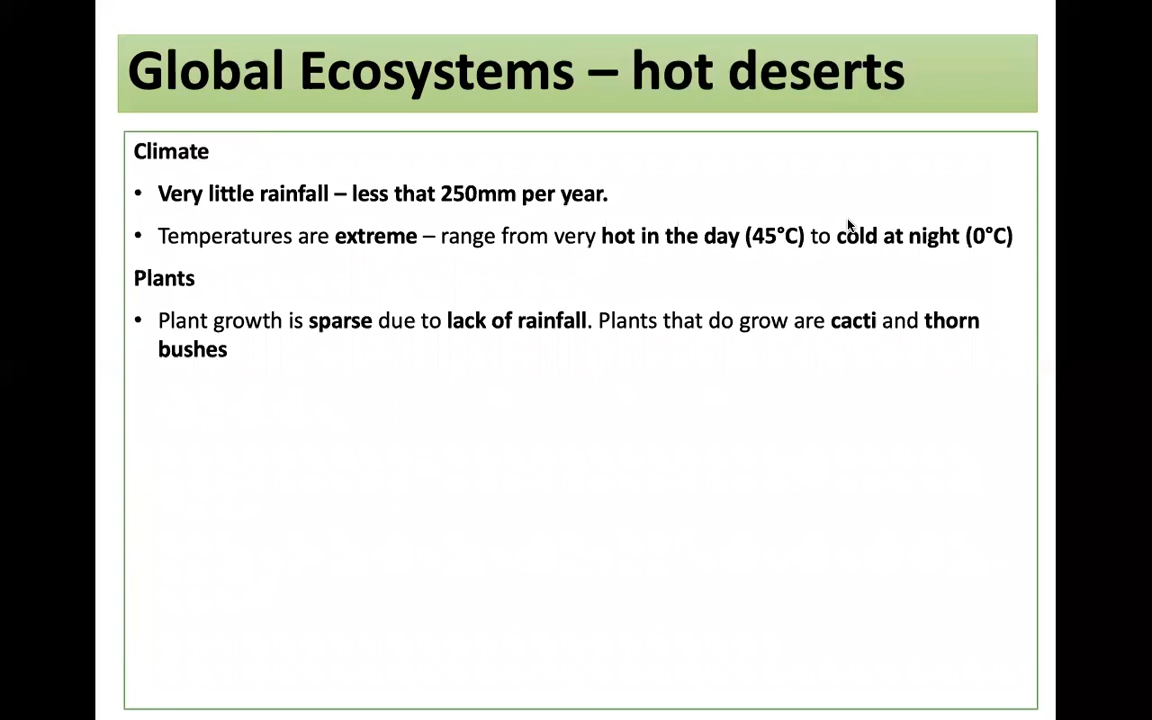 Global Ecosystems – hot deserts
Climate
• Very little rainfall – less that 250mm per year.
• Temperatures are extreme – range from very hot in the day (45°C) to cold at night (0°C)
Plants
• Plant growth is sparse due to lack of rainfall. Plants that do grow are cacti and thorn
bushes